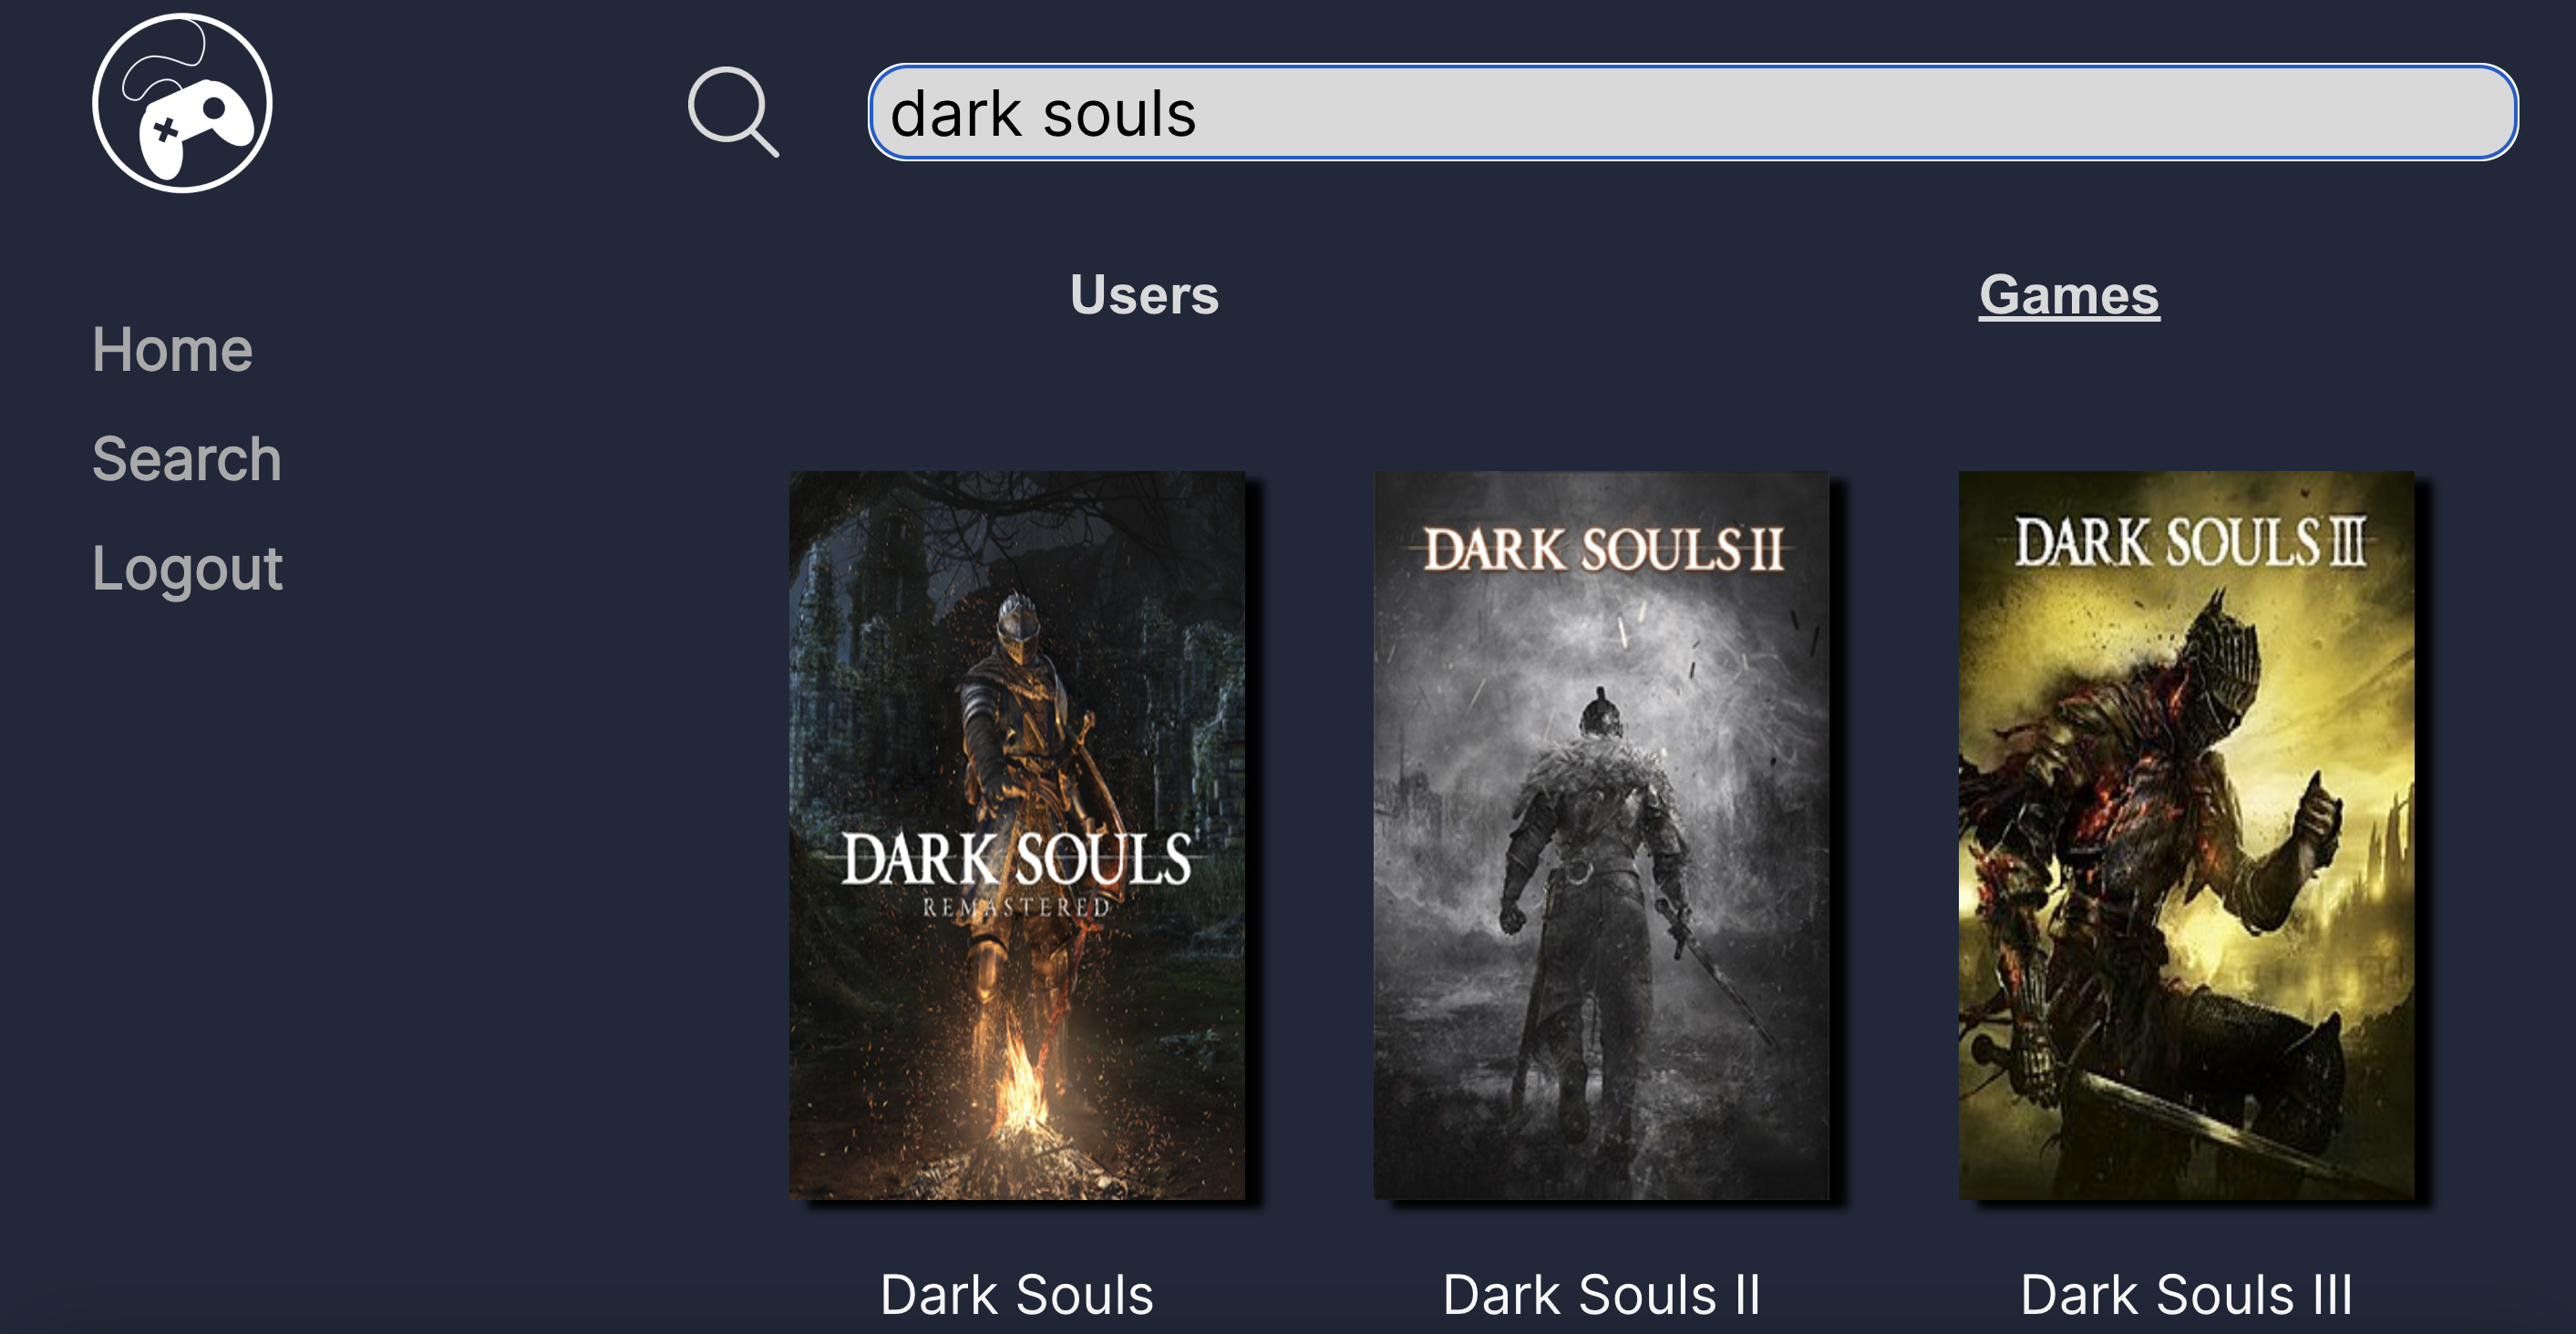 dark souls
Users
Games
Home
Search
Logout
DARK SOULS
REMASTERED
DARK SOULS II
DARK SOULS III
Dark Souls
Dark Souls II
Dark Souls III